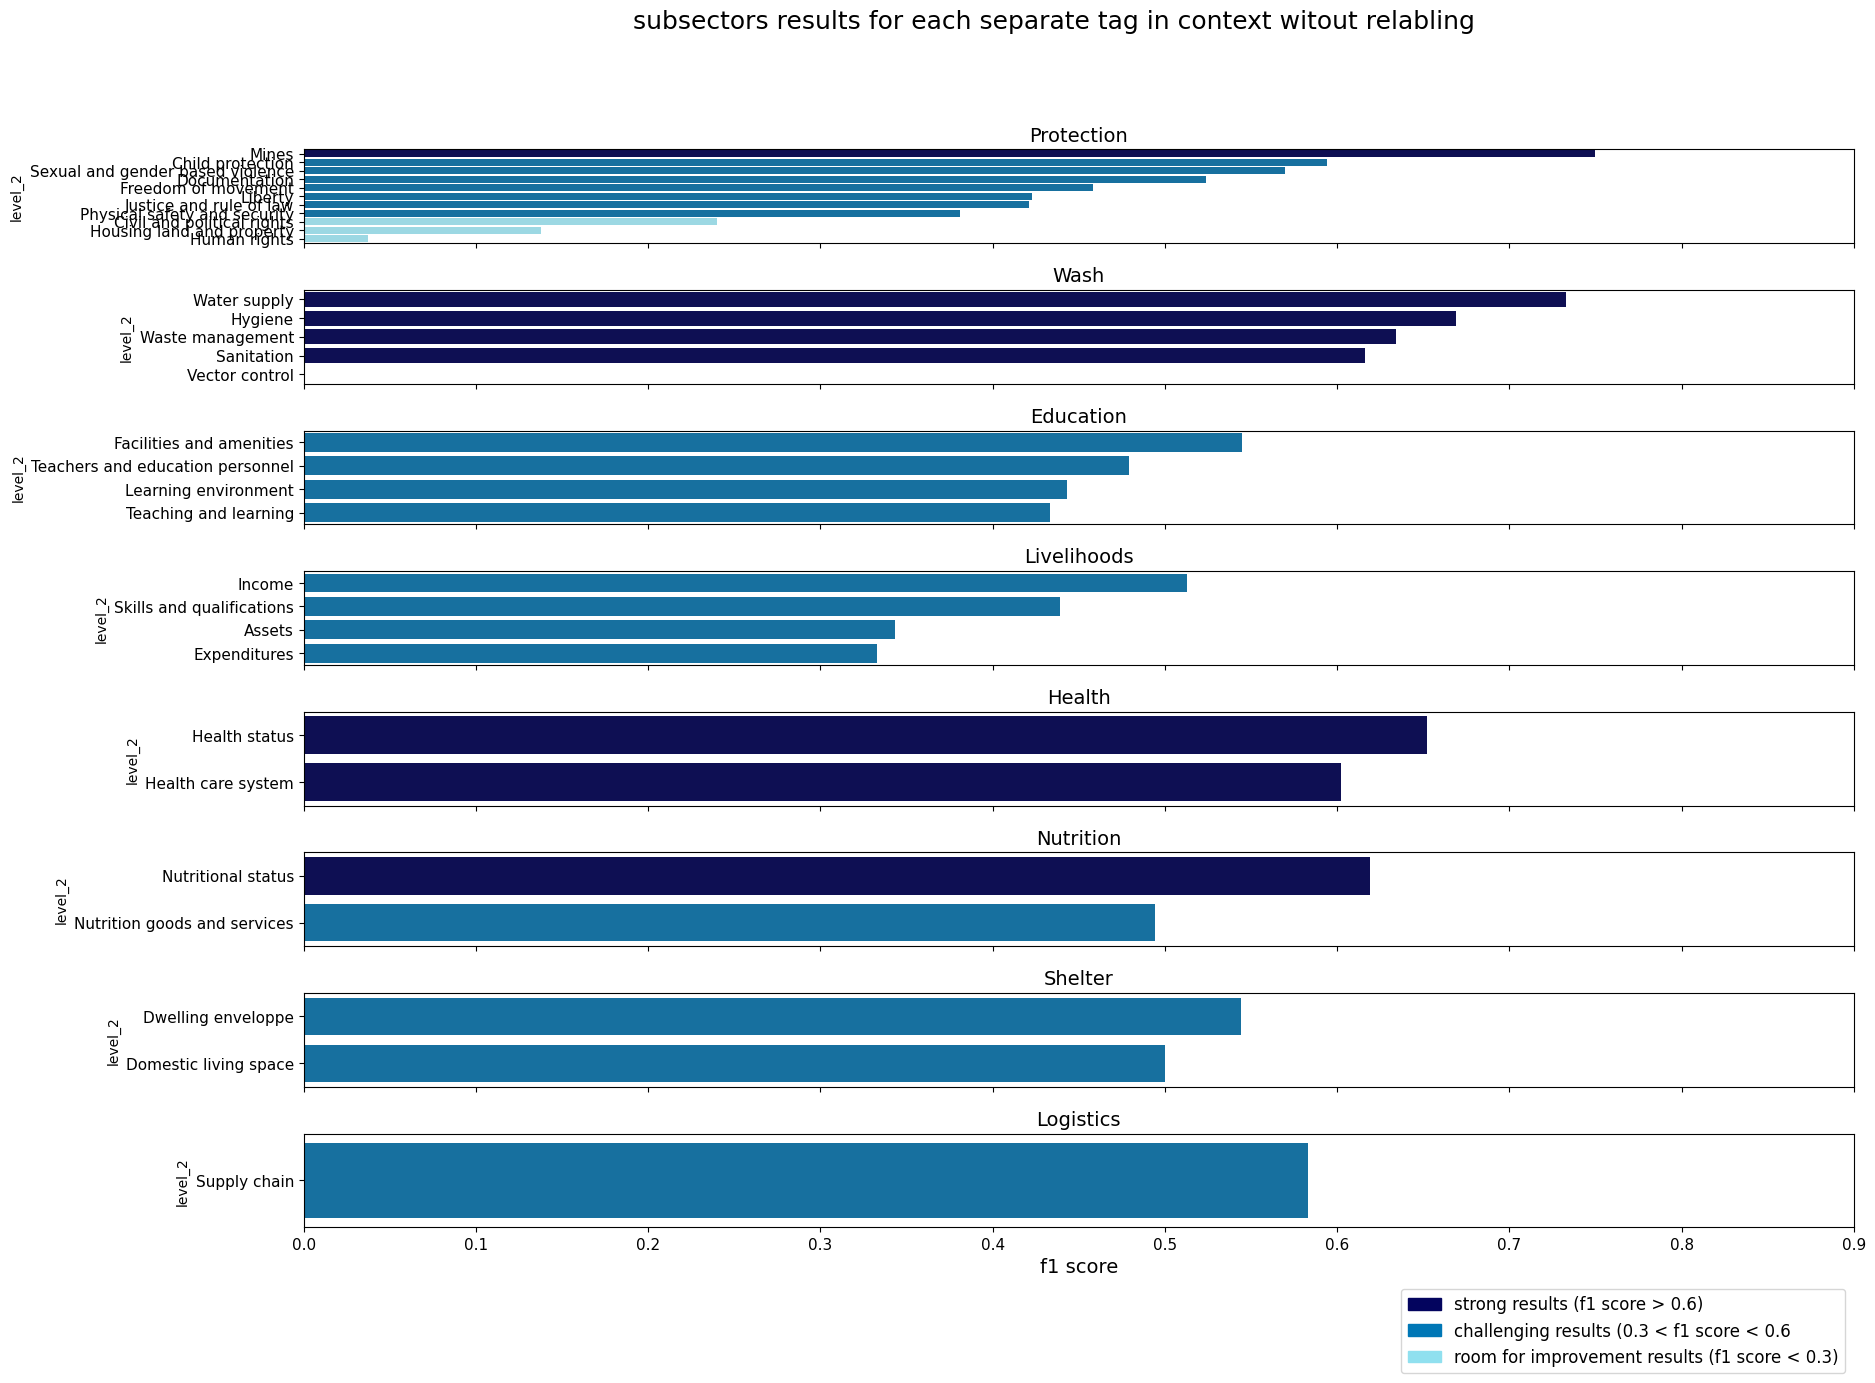 subsectors results for each separate tag in context witout relabling
Protection
level_2
Mines
Child protection
Sexual and gender based violence
Documentation
Freedom of movement
Liberty
Justice and rule of law
Physical safety and security
Civil and political rights
Housing land and property
Human rights
Wash
level_2
Water supply
Hygiene
Waste management
Sanitation
Vector control
Education
level_2
Facilities and amenities
Teachers and education personnel
Learning environment
Teaching and learning
Livelihoods
level_2
Income
Skills and qualifications
Assets
Expenditures
Health
level_2
Health status
Health care system
Nutrition
level_2
Nutritional status
Nutrition goods and services
Shelter
level_2
Dwelling enveloppe
Domestic living space
Logistics
level_2
Supply chain
0.0 0.1 0.2 0.3 0.4 0.5 0.6 0.7 0.8 0.9
f1 score
strong results (f1 score > 0.6)
challenging results (0.3 < f1 score < 0.6
room for improvement results (f1 score < 0.3)